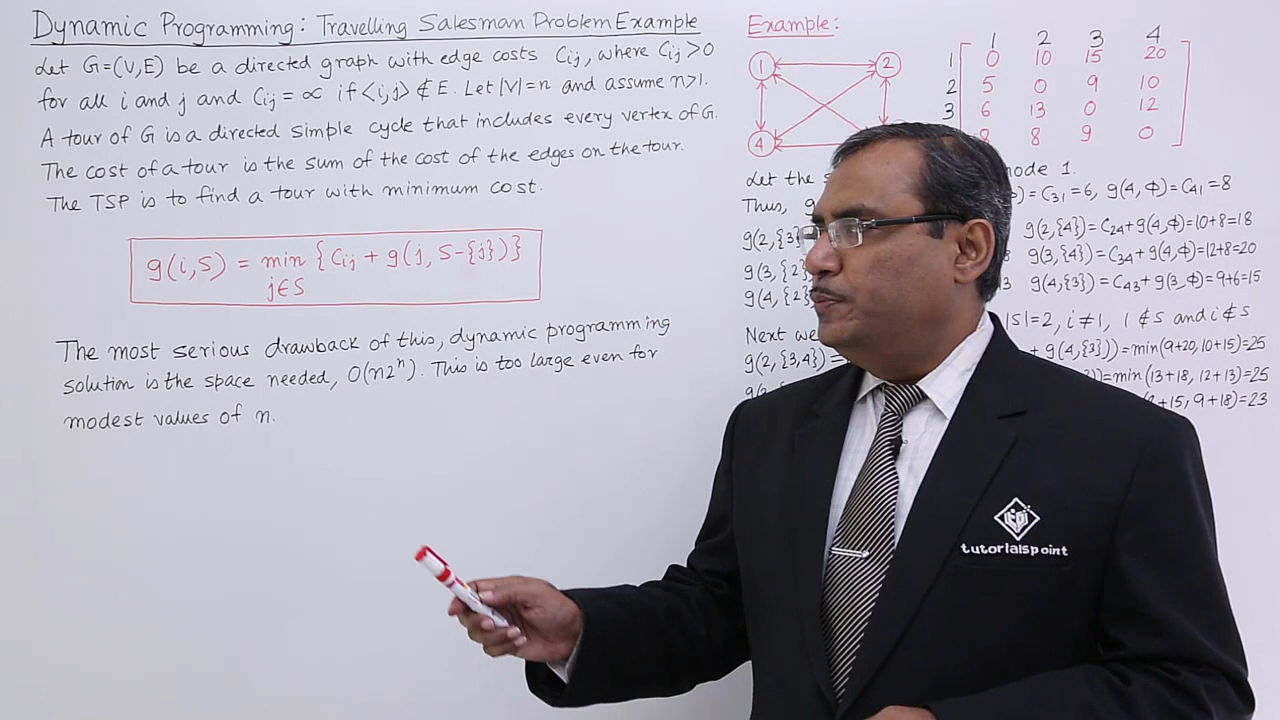 Dynamic Programming: Travelling Salesman Problem Example
Let G=(V,E) be a directed graph with edge costs Cij, where Cij>0
for all i and j and Cij = ∝ if <i,j> ∉ E. Let |V|=n and assume n>1.
A tour of G is a directed simple cycle that includes every vertex of G.
The cost of a tour is the sum of the cost of the edges on the tour.
The TSP is to find a tour with minimum cost.
g(i,S) = min {Cij + g(j, S-{j})}
j∈S
The most serious drawback of this, dynamic programming
solution is the space needed, O(n2ⁿ). This is too large even for
modest values of n.
Example:
1 2
4
1 2 3 4
1 0 10 15 20
2 5 0 9 10
3 6 13 0 12
8 8 9 0
Let the node 1.
Thus, g ) = C31 = 6, g(4, Φ) = C41 = 8
g(2,{3} g(2,{4}) = C24+g(4,Φ)=10+8=18
g(3,{2} g(3,{4}) = C34+g(4,Φ)=12+8=20
g(4,{2} 3 g(4,{3}) = C43+g(3,Φ)=9+6=15
Next we |S|=2, i≠1, 1∉S and i∉S
g(2,{3,4}) = + g(4,{3}))=min(9+20, 10+15)=25
))=min(13+18, 12+13)=25
+15, 9+18)=23
tutorialspoint